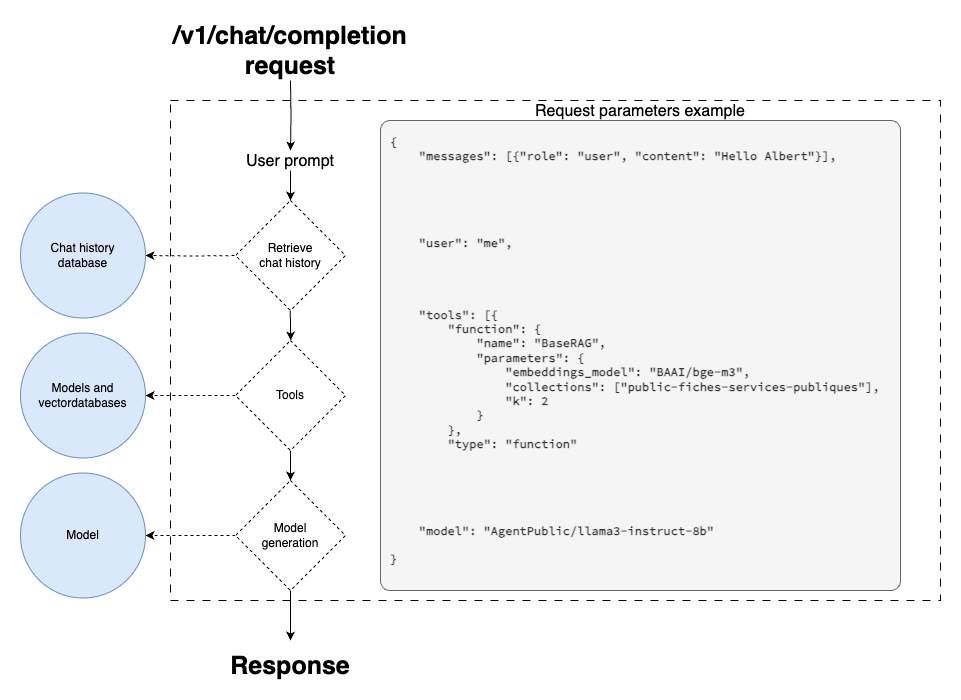 /v1/chat/completion
request
Request parameters example
User prompt
{
"messages": [{"role": "user", "content": "Hello Albert"}],
Chat history
database
Retrieve
chat history
"user": "me",
"tools": [{
"function": {
"name": "BaseRAG",
"parameters": {
"embeddings_model": "BAAI/bge-m3",
"collections": ["public-fiches-services-publiques"],
"k": 2
}
},
"type": "function"
Models and
vectordatabases
Tools
Model
Model
generation
"model": "AgentPublic/llama3-instruct-8b"
}
Response